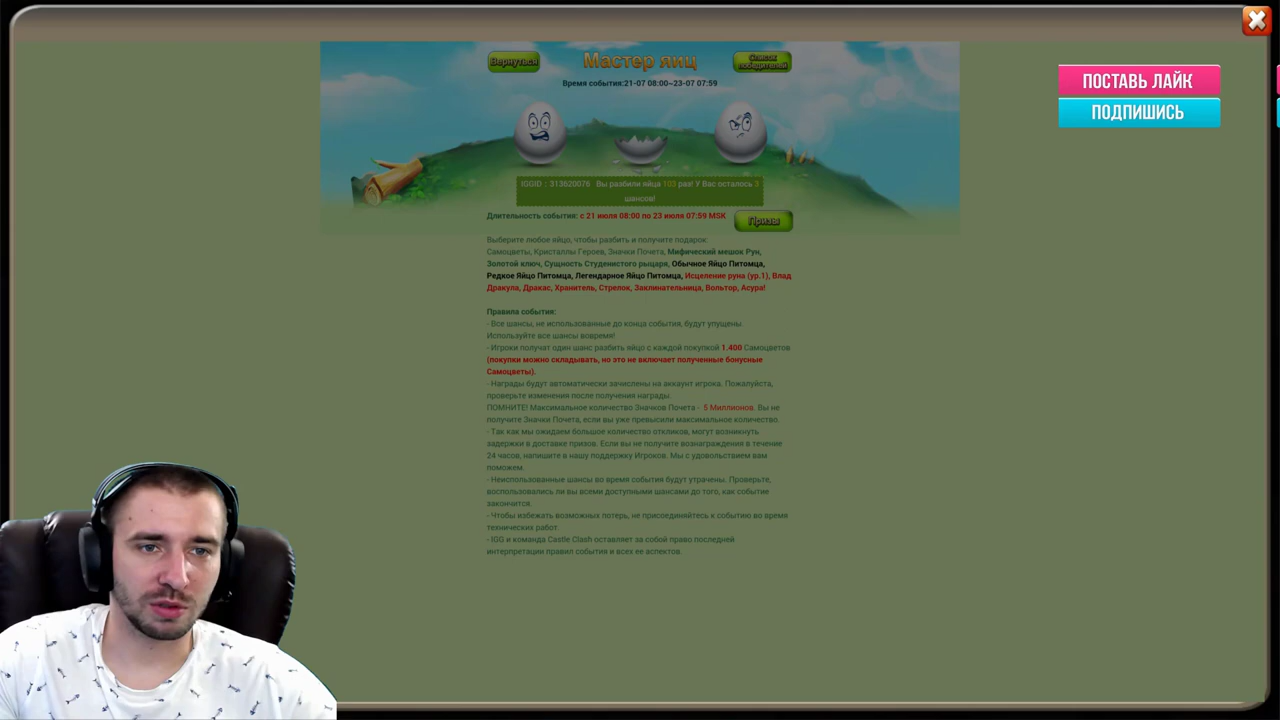 Вернуться
Мастер яиц
Список
победителей
Время события:21-07 08:00~23-07 07:59
ПОСТАВЬ ЛАЙК
ПОДПИШИСЬ
IGGID : 313620076 Вы разбили яйца 103 раз! У Вас осталось 3
шансов!
Длительность события: с 21 июля 08:00 по 23 июля 07:59 MSK
Призы
Выберите любое яйцо, чтобы разбить и получите подарок:
Самоцветы, Кристаллы Героев, Значки Почета, Мифический мешок Рун,
Золотой ключ, Сущность Студенистого рыцаря, Обычное Яйцо Питомца,
Редкое Яйцо Питомца, Легендарное Яйцо Питомца, Исцеление руна (ур.1), Влад
Дракула, Дракас, Хранитель, Стрелок, Заклинательница, Вольтор, Асура!
Правила события:
- Все шансы, не использованные до конца события, будут упущены.
Используйте все шансы вовремя!
- Игроки получат один шанс разбить яйцо с каждой покупкой 1,400 Самоцветов
(покупки можно складывать, но это не включает полученные бонусные
Самоцветы).
- Награды будут автоматически зачислены на аккаунт игрока. Пожалуйста,
проверьте изменения после получения награды.
ПОМНИТЕ! Максимальное количество Значков Почета - 5 Миллионов. Вы не
получите Значки Почета, если вы уже превысили максимальное количество.
- Так как мы ожидаем большое количество откликов, могут возникнуть
задержки в доставке призов. Если вы не получите вознаграждения в течение
24 часов, напишите в нашу поддержку Игроков. Мы с удовольствием вам
поможем.
- Неиспользованные шансы во время события будут утрачены. Проверьте,
воспользовались ли вы всеми доступными шансами до того, как событие
закончится.
- Чтобы избежать возможных потерь, не присоединяйтесь к событию во время
технических работ.
- IGG и команда Castle Clash оставляет за собой право последней
интерпретации правил события и всех ее аспектов.